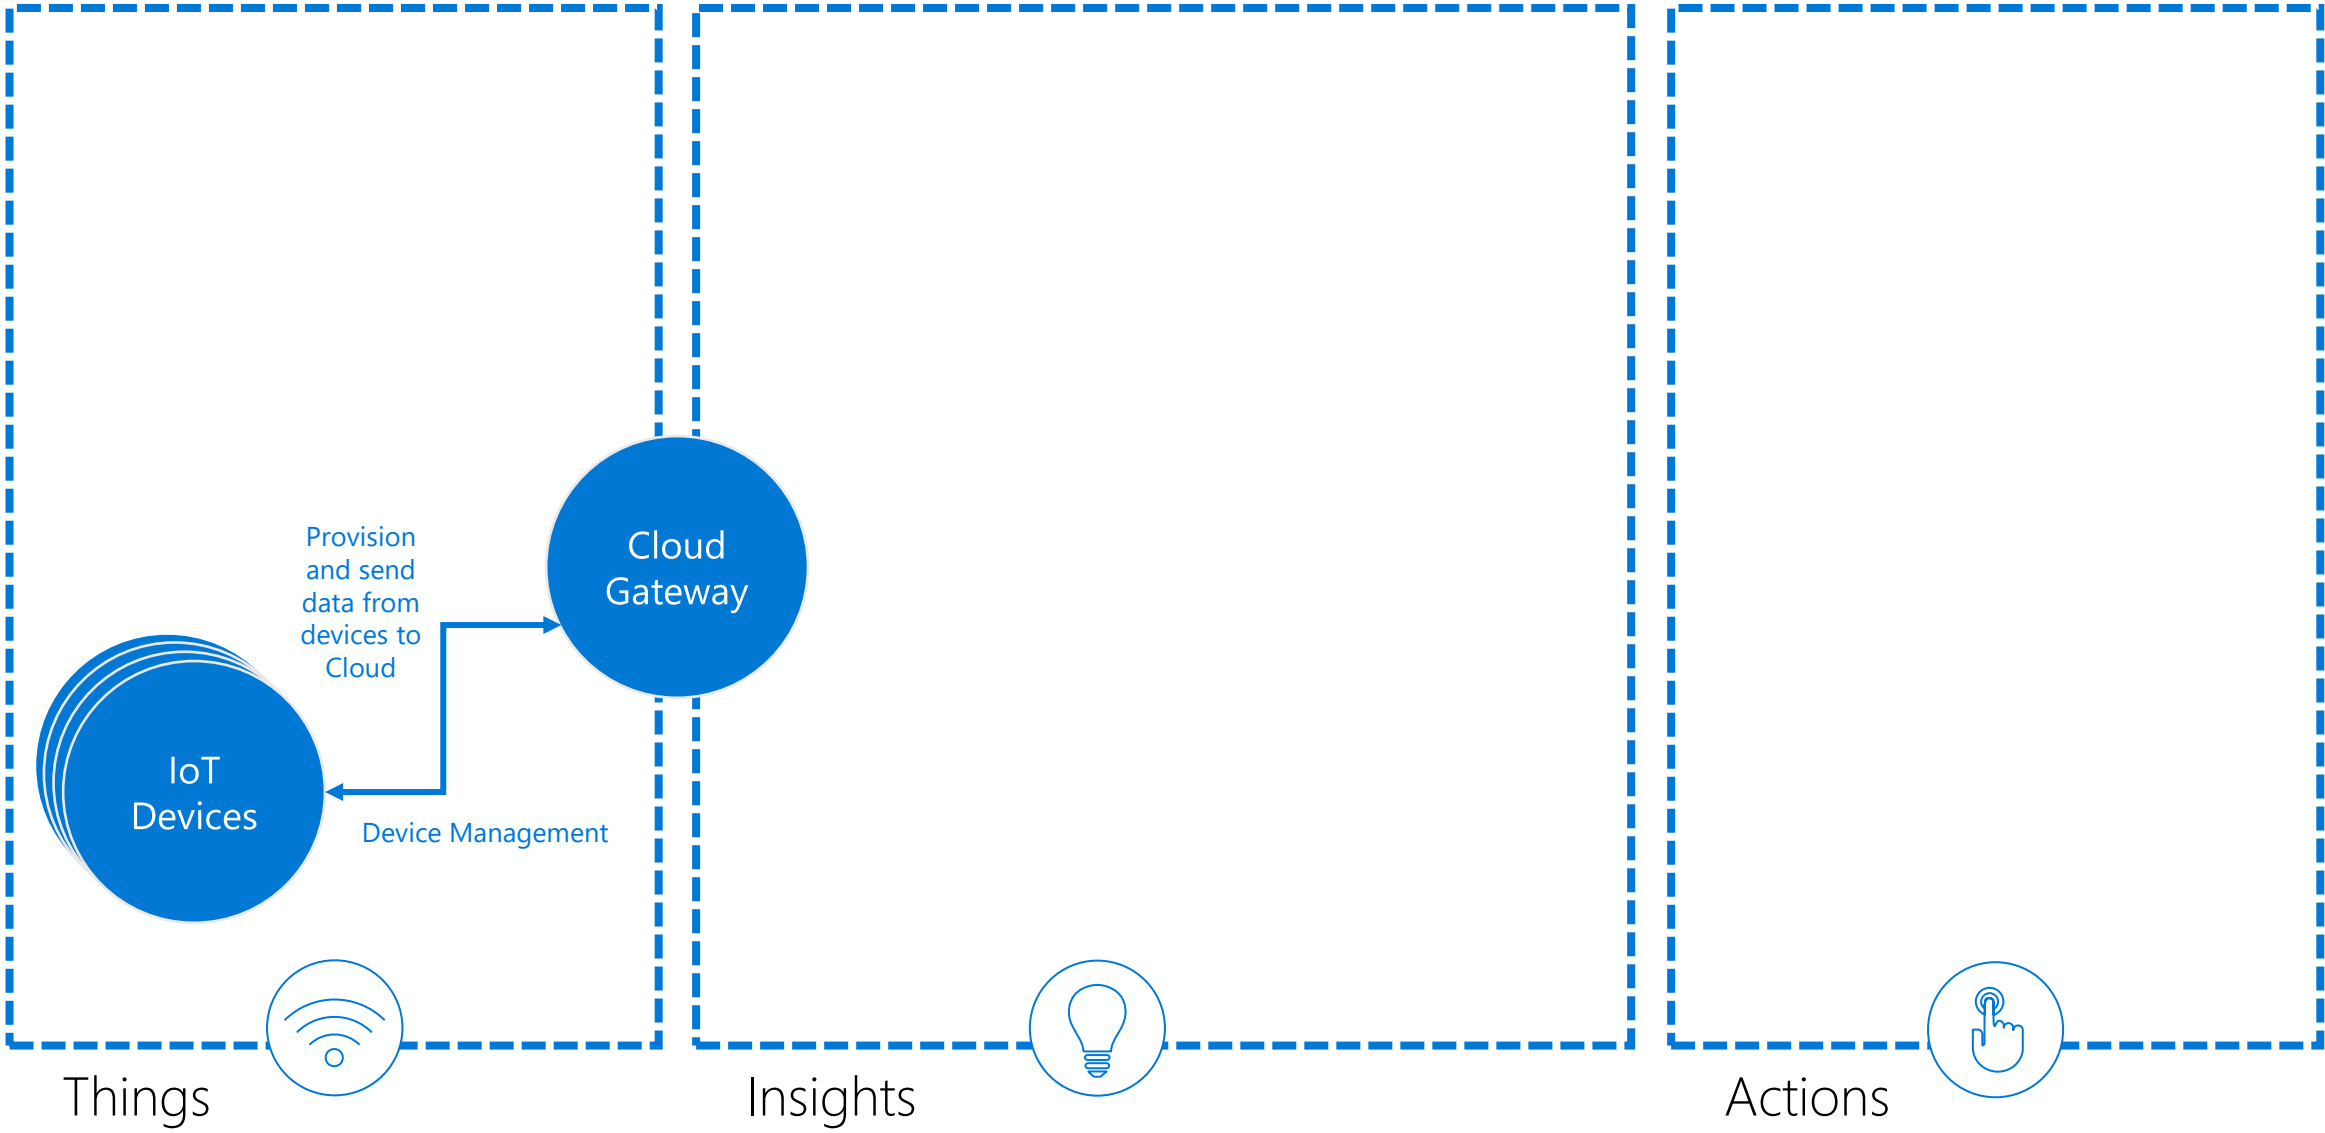 Provision
and send
data from
devices to
Cloud
Cloud
Gateway
IoT
Devices
Device Management
Things
Insights
Actions